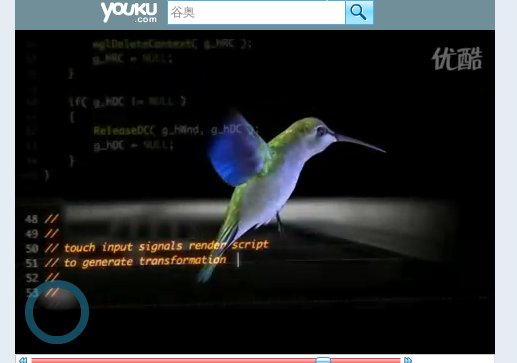 YOUKU
.com
谷奥
优酷
wglDeleteContext( g_hRC );
g_hRC = NULL;
}
if( g_hDC != NULL )
{
ReleaseDC( g_hWnd, g_hDC );
g_hDC = NULL;
}
}
48 //
49 //
50 // touch input signals render script
51 // to generate transformation
52 //
53 //